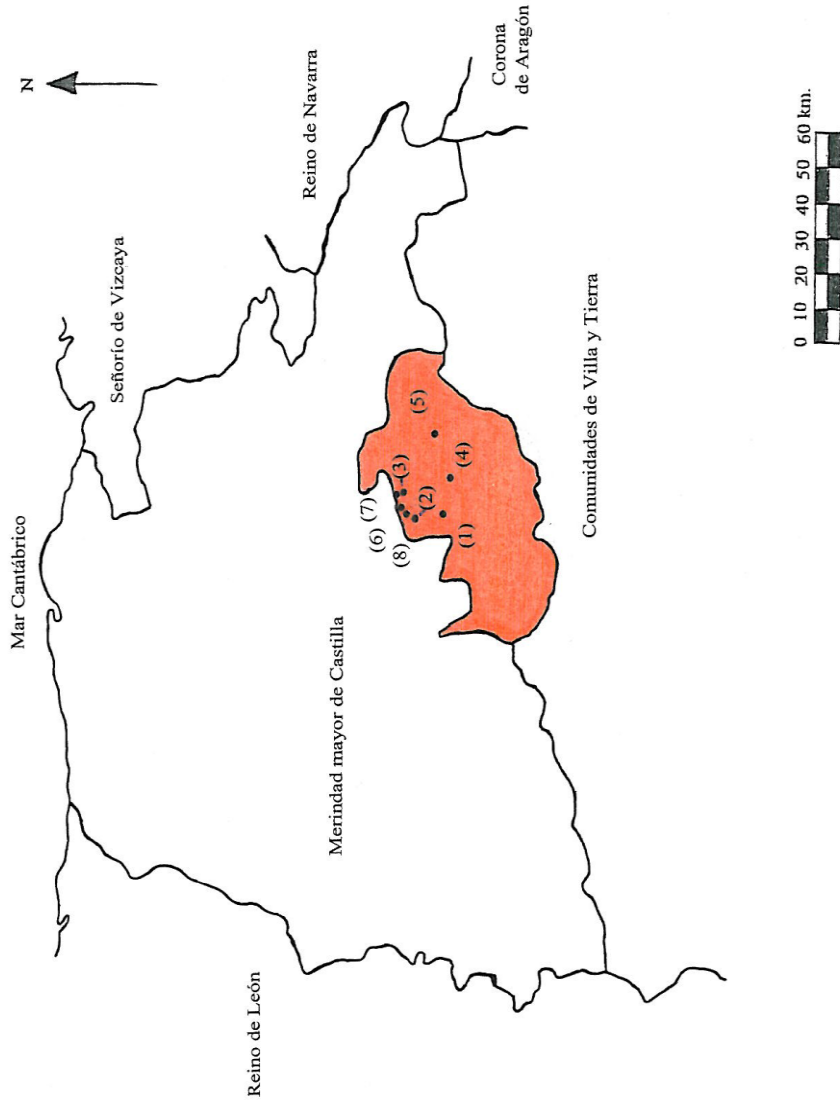 Mar Cantábrico
N
Señorío de Vizcaya
Reino de Navarra
Corona
de Aragón
Reino de León
Merindad mayor de Castilla
(7)
(6)
(3)
(8)
(5)
(2)
(4)
(1)
Comunidades de Villa y Tierra
0 10 20 30 40 50 60 km.